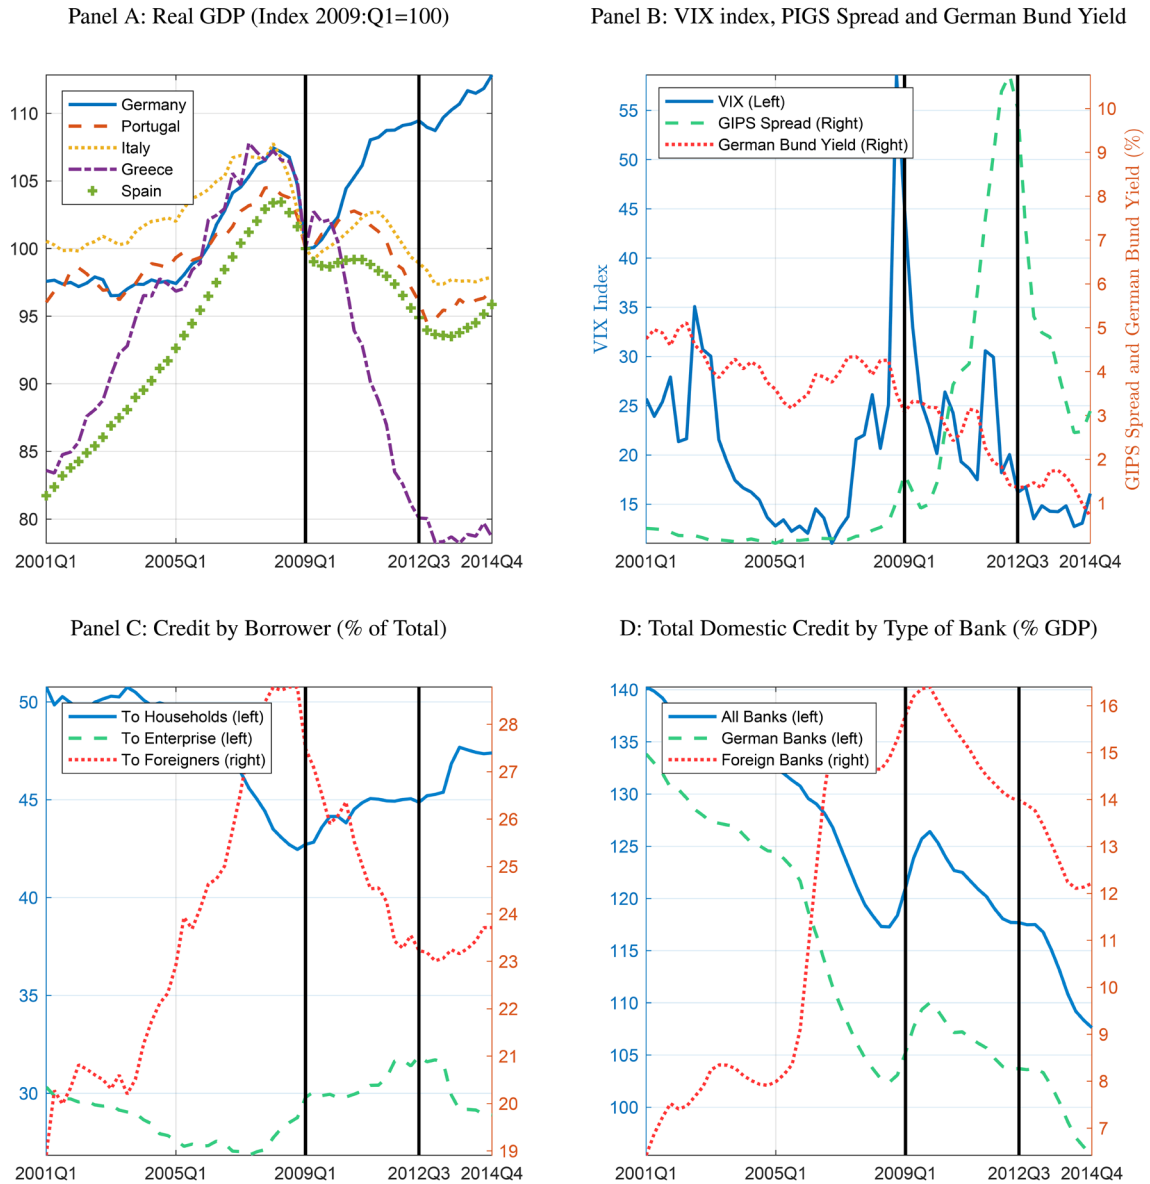 Panel A: Real GDP (Index 2009:Q1=100)
Panel B: VIX index, PIGS Spread and German Bund Yield
110
105
100
95
90
85
80
Germany
Portugal
Italy
Greece
Spain
2001Q1
2005Q1
2009Q1
2012Q3
2014Q4
VIX Index
55
50
45
40
35
30
25
20
15
VIX (Left)
GIPS Spread (Right)
German Bund Yield (Right)
10
9
8
7
6
5
4
3
2
1
GIPS Spread and German Bund Yield (%)
2001Q1
2005Q1
2009Q1
2012Q3
2014Q4
Panel C: Credit by Borrower (% of Total)
D: Total Domestic Credit by Type of Bank (% GDP)
50
45
40
35
30
To Households (left)
To Enterprise (left)
To Foreigners (right)
28
27
26
25
24
23
22
21
20
19
2001Q1
2005Q1
2009Q1
2012Q3
2014Q4
140
135
130
125
120
115
110
105
100
All Banks (left)
German Banks (left)
Foreign Banks (right)
16
15
14
13
12
11
10
9
8
7
2001Q1
2005Q1
2009Q1
2012Q3
2014Q4